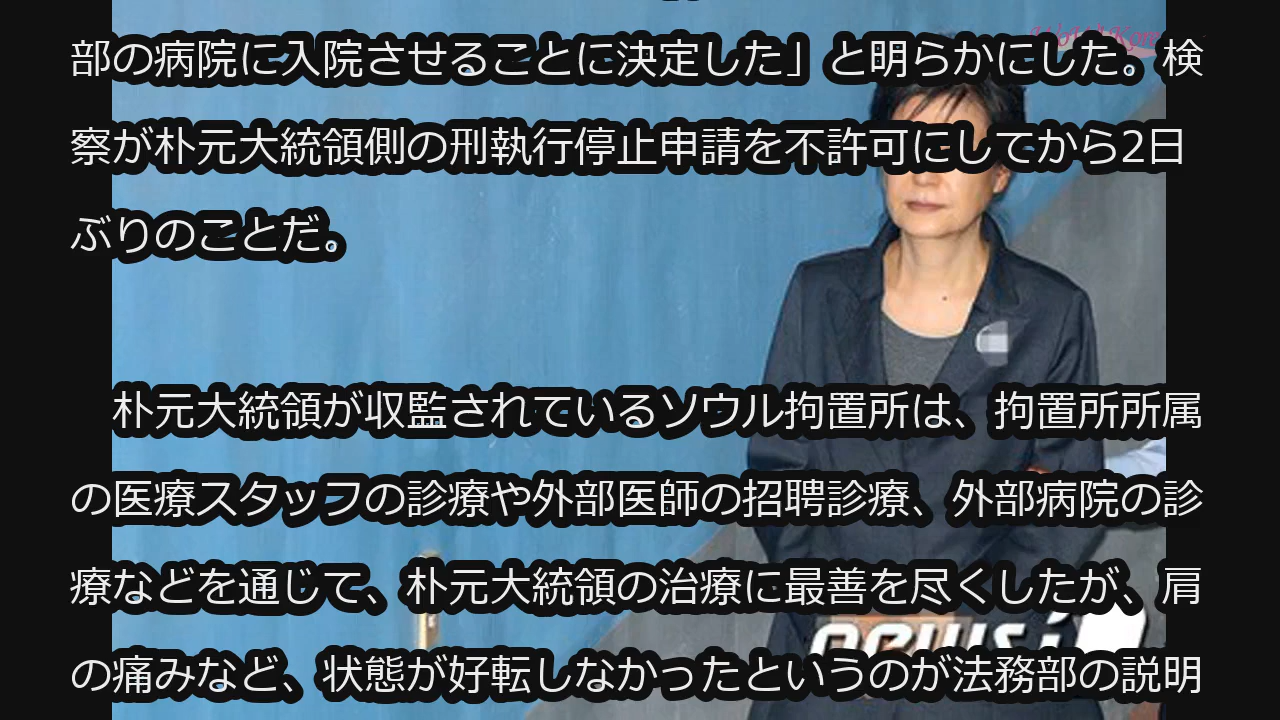 部の病院に入院させることに決定した」と明らかにした。検
察が朴元大統領側の刑執行停止申請を不許可にしてから2日
ぶりのことだ。
朴元大統領が収監されているソウル拘置所は、拘置所所属
の医療スタッフの診療や外部医師の招聘診療、外部病院の診
療などを通じて、朴元大統領の治療に最善を尽くしたが、肩
news1
の痛みなど、状態が好転しなかったというのが法務部の説明